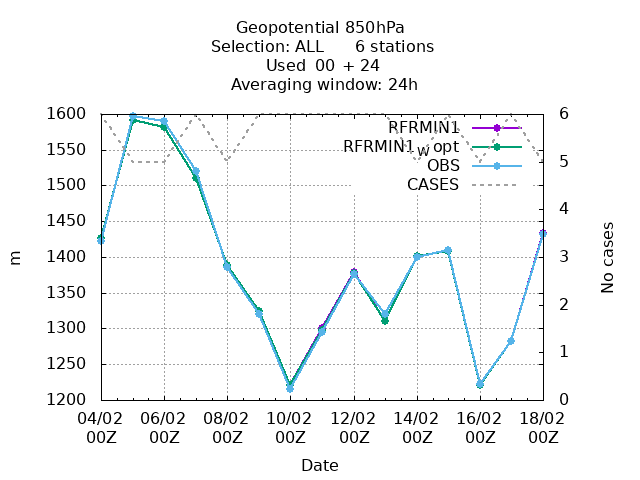 Geopotential 850hPa
Selection: ALL 6 stations
Used 00 + 24
Averaging window: 24h
1600
1550
1500
1450
1400
1350
1300
1250
1200
m
6
5
4
3
2
1
0
No cases
RFRMIN1
RFRMIN1_w opt
OBS
CASES
04/02 06/02 08/02 10/02 12/02 14/02 16/02 18/02
00Z 00Z 00Z 00Z 00Z 00Z 00Z 00Z
Date